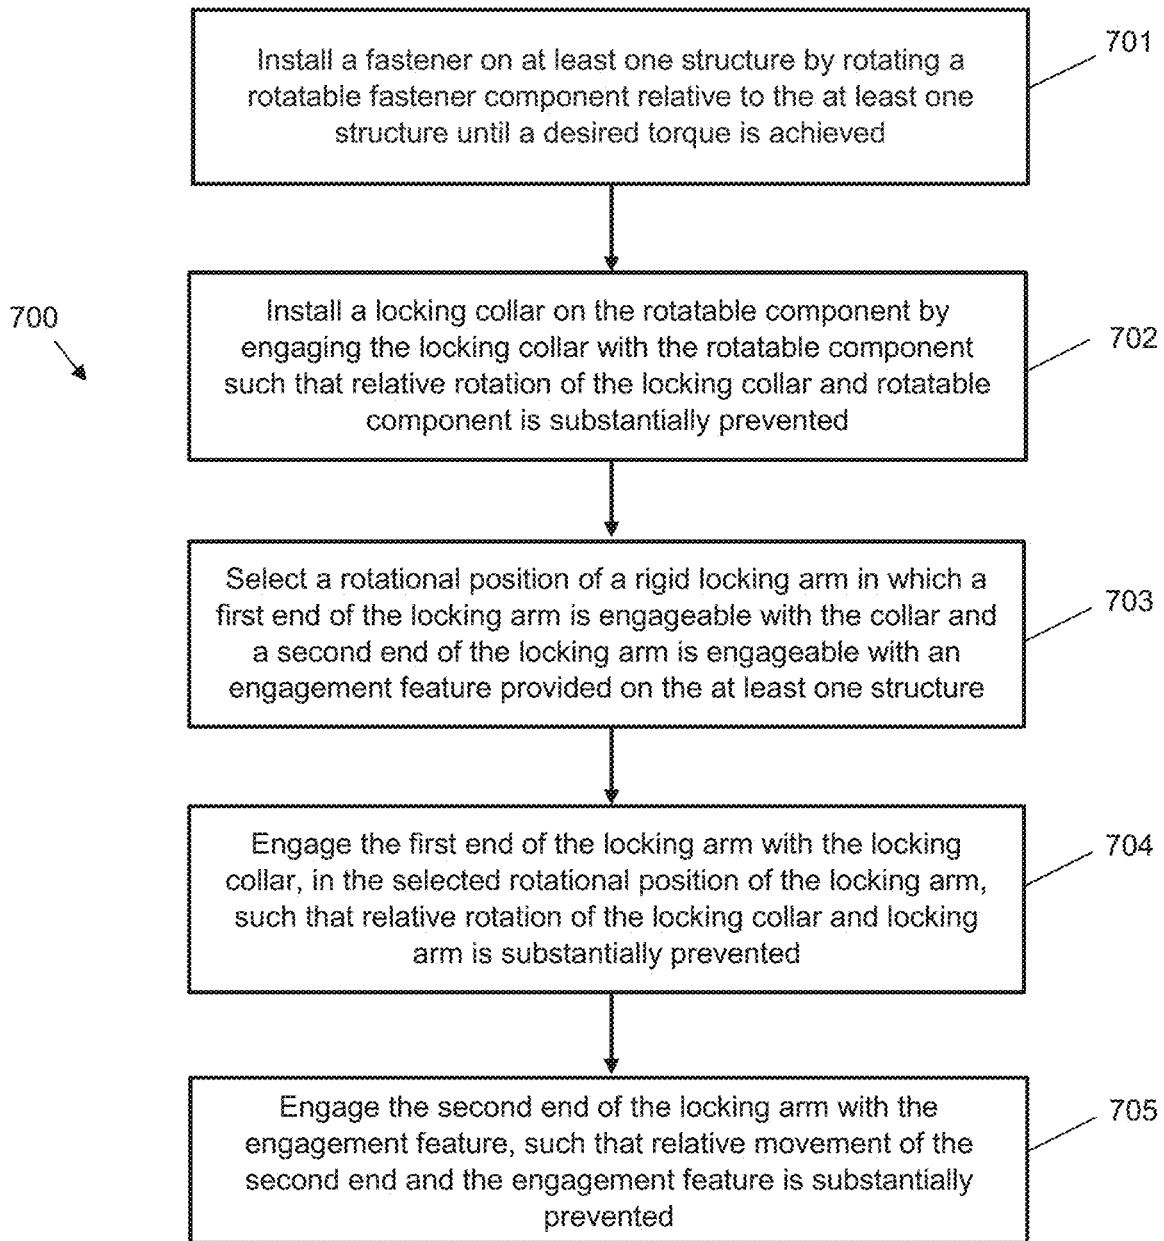 Install a fastener on at least one structure by rotating a
rotatable fastener component relative to the at least one
structure until a desired torque is achieved
701
Install a locking collar on the rotatable component by
engaging the locking collar with the rotatable component
such that relative rotation of the locking collar and rotatable
component is substantially prevented
702
700
Select a rotational position of a rigid locking arm in which a
first end of the locking arm is engageable with the collar and
a second end of the locking arm is engageable with an
engagement feature provided on the at least one structure
703
Engage the first end of the locking arm with the locking
collar, in the selected rotational position of the locking arm,
such that relative rotation of the locking collar and locking
arm is substantially prevented
704
Engage the second end of the locking arm with the
engagement feature, such that relative movement of the
second end and the engagement feature is substantially
prevented
705